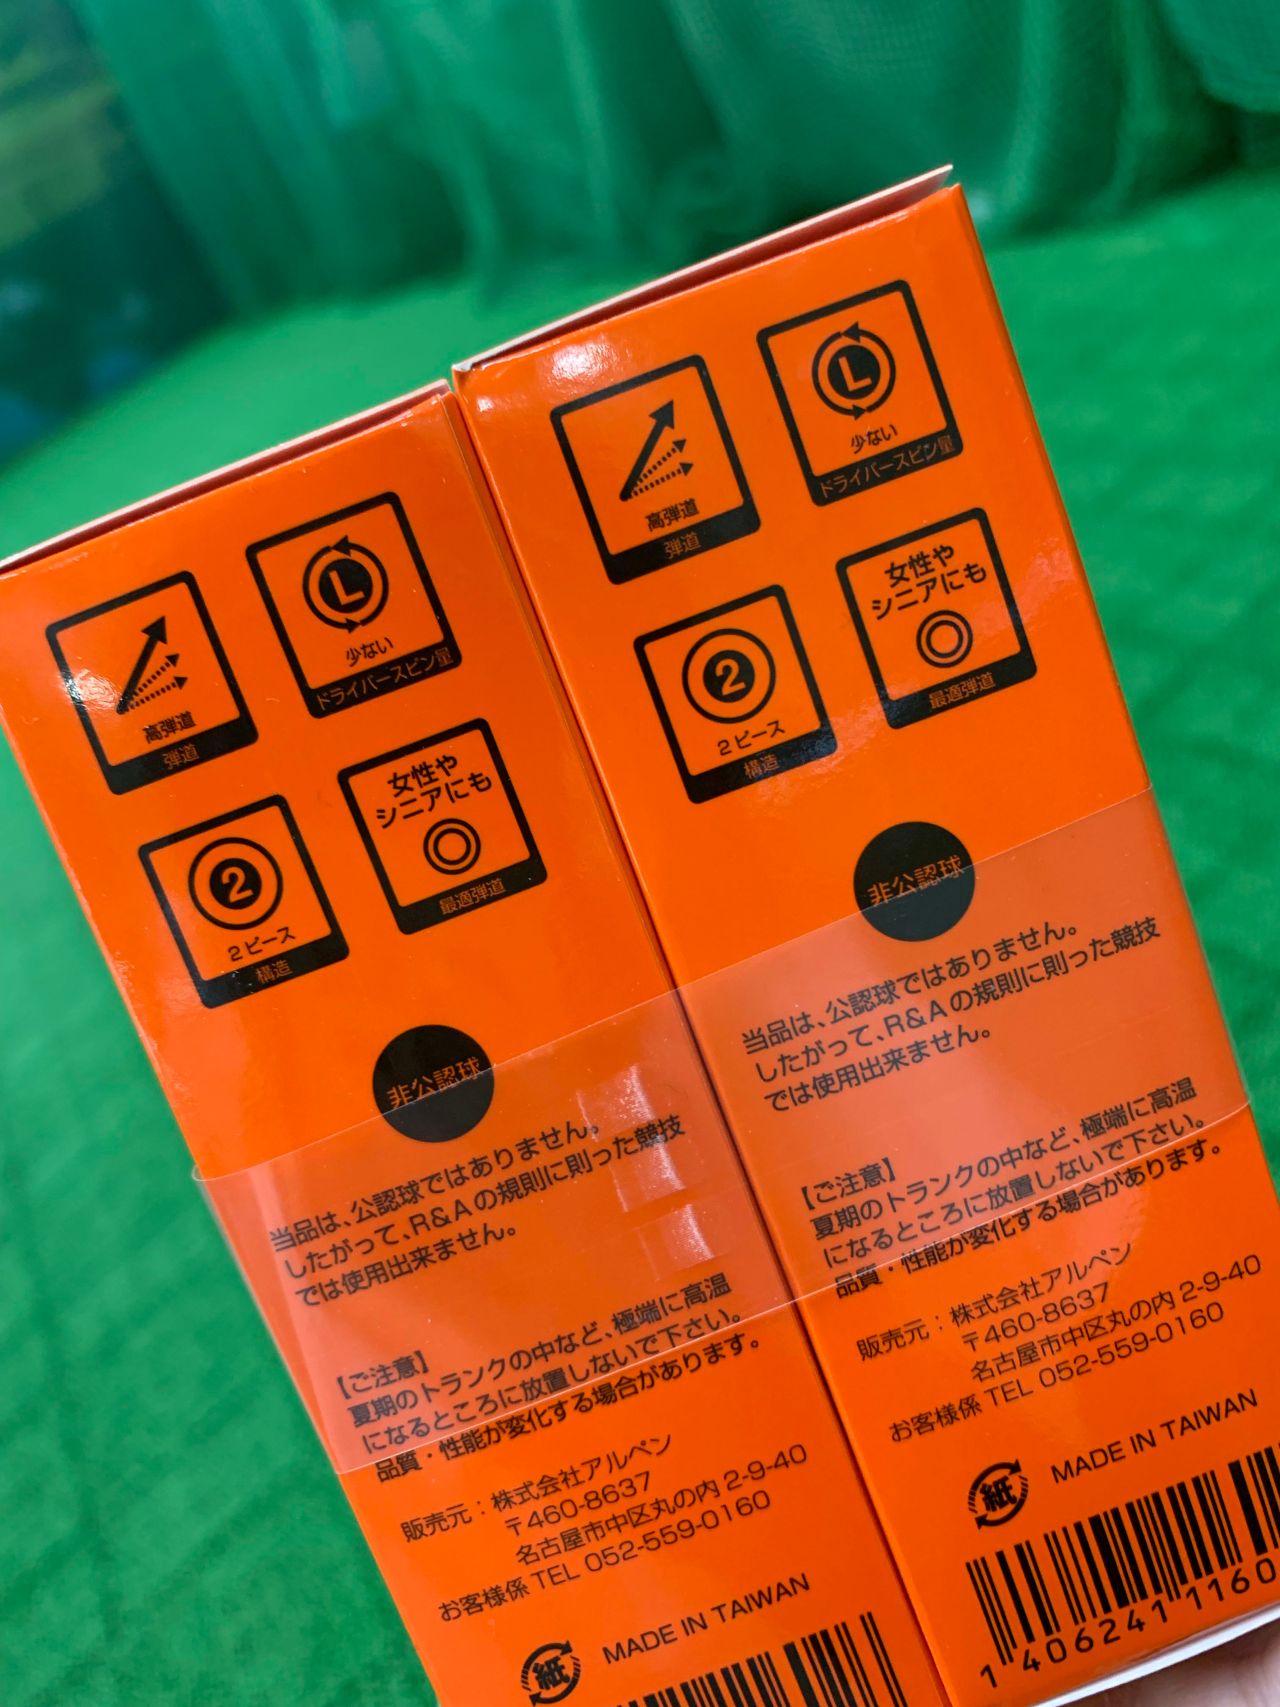 高弾道
弾道
少ない
ドライバースピン量
L
2
2ピース
構造
女性や
シニアにも
最適弾道
非公認球
当品は、公認球ではありません。
したがって、R&Aの規則に則った競技
では使用出来ません。
【ご注意】
夏期のトランクの中など、極端に高温
になるところに放置しないで下さい。
品質・性能が変化する場合があります。
販売元：株式会社アルペン
〒460-8637
名古屋市中区丸の内 2-9-40
お客様係 TEL 052-559-0160
紙
MADE IN TAIWAN
高弾道
弾道
L
少ない
ドライバースピン量
2
2ピース
構造
女性や
シニアにも
最適弾道
非公認球
当品は、公認球ではありません。
したがって、R&Aの規則に則った競技
では使用出来ません。
【ご注意】
夏期のトランクの中など、極端に高温
になるところに放置しないで下さい。
品質・性能が変化する場合があります。
販売元：株式会社アルペン
〒460-8637
名古屋市中区丸の内 2-9-40
お客様係 TEL 052-559-0160
紙
MADE IN TAIWAN
1 406241 1160